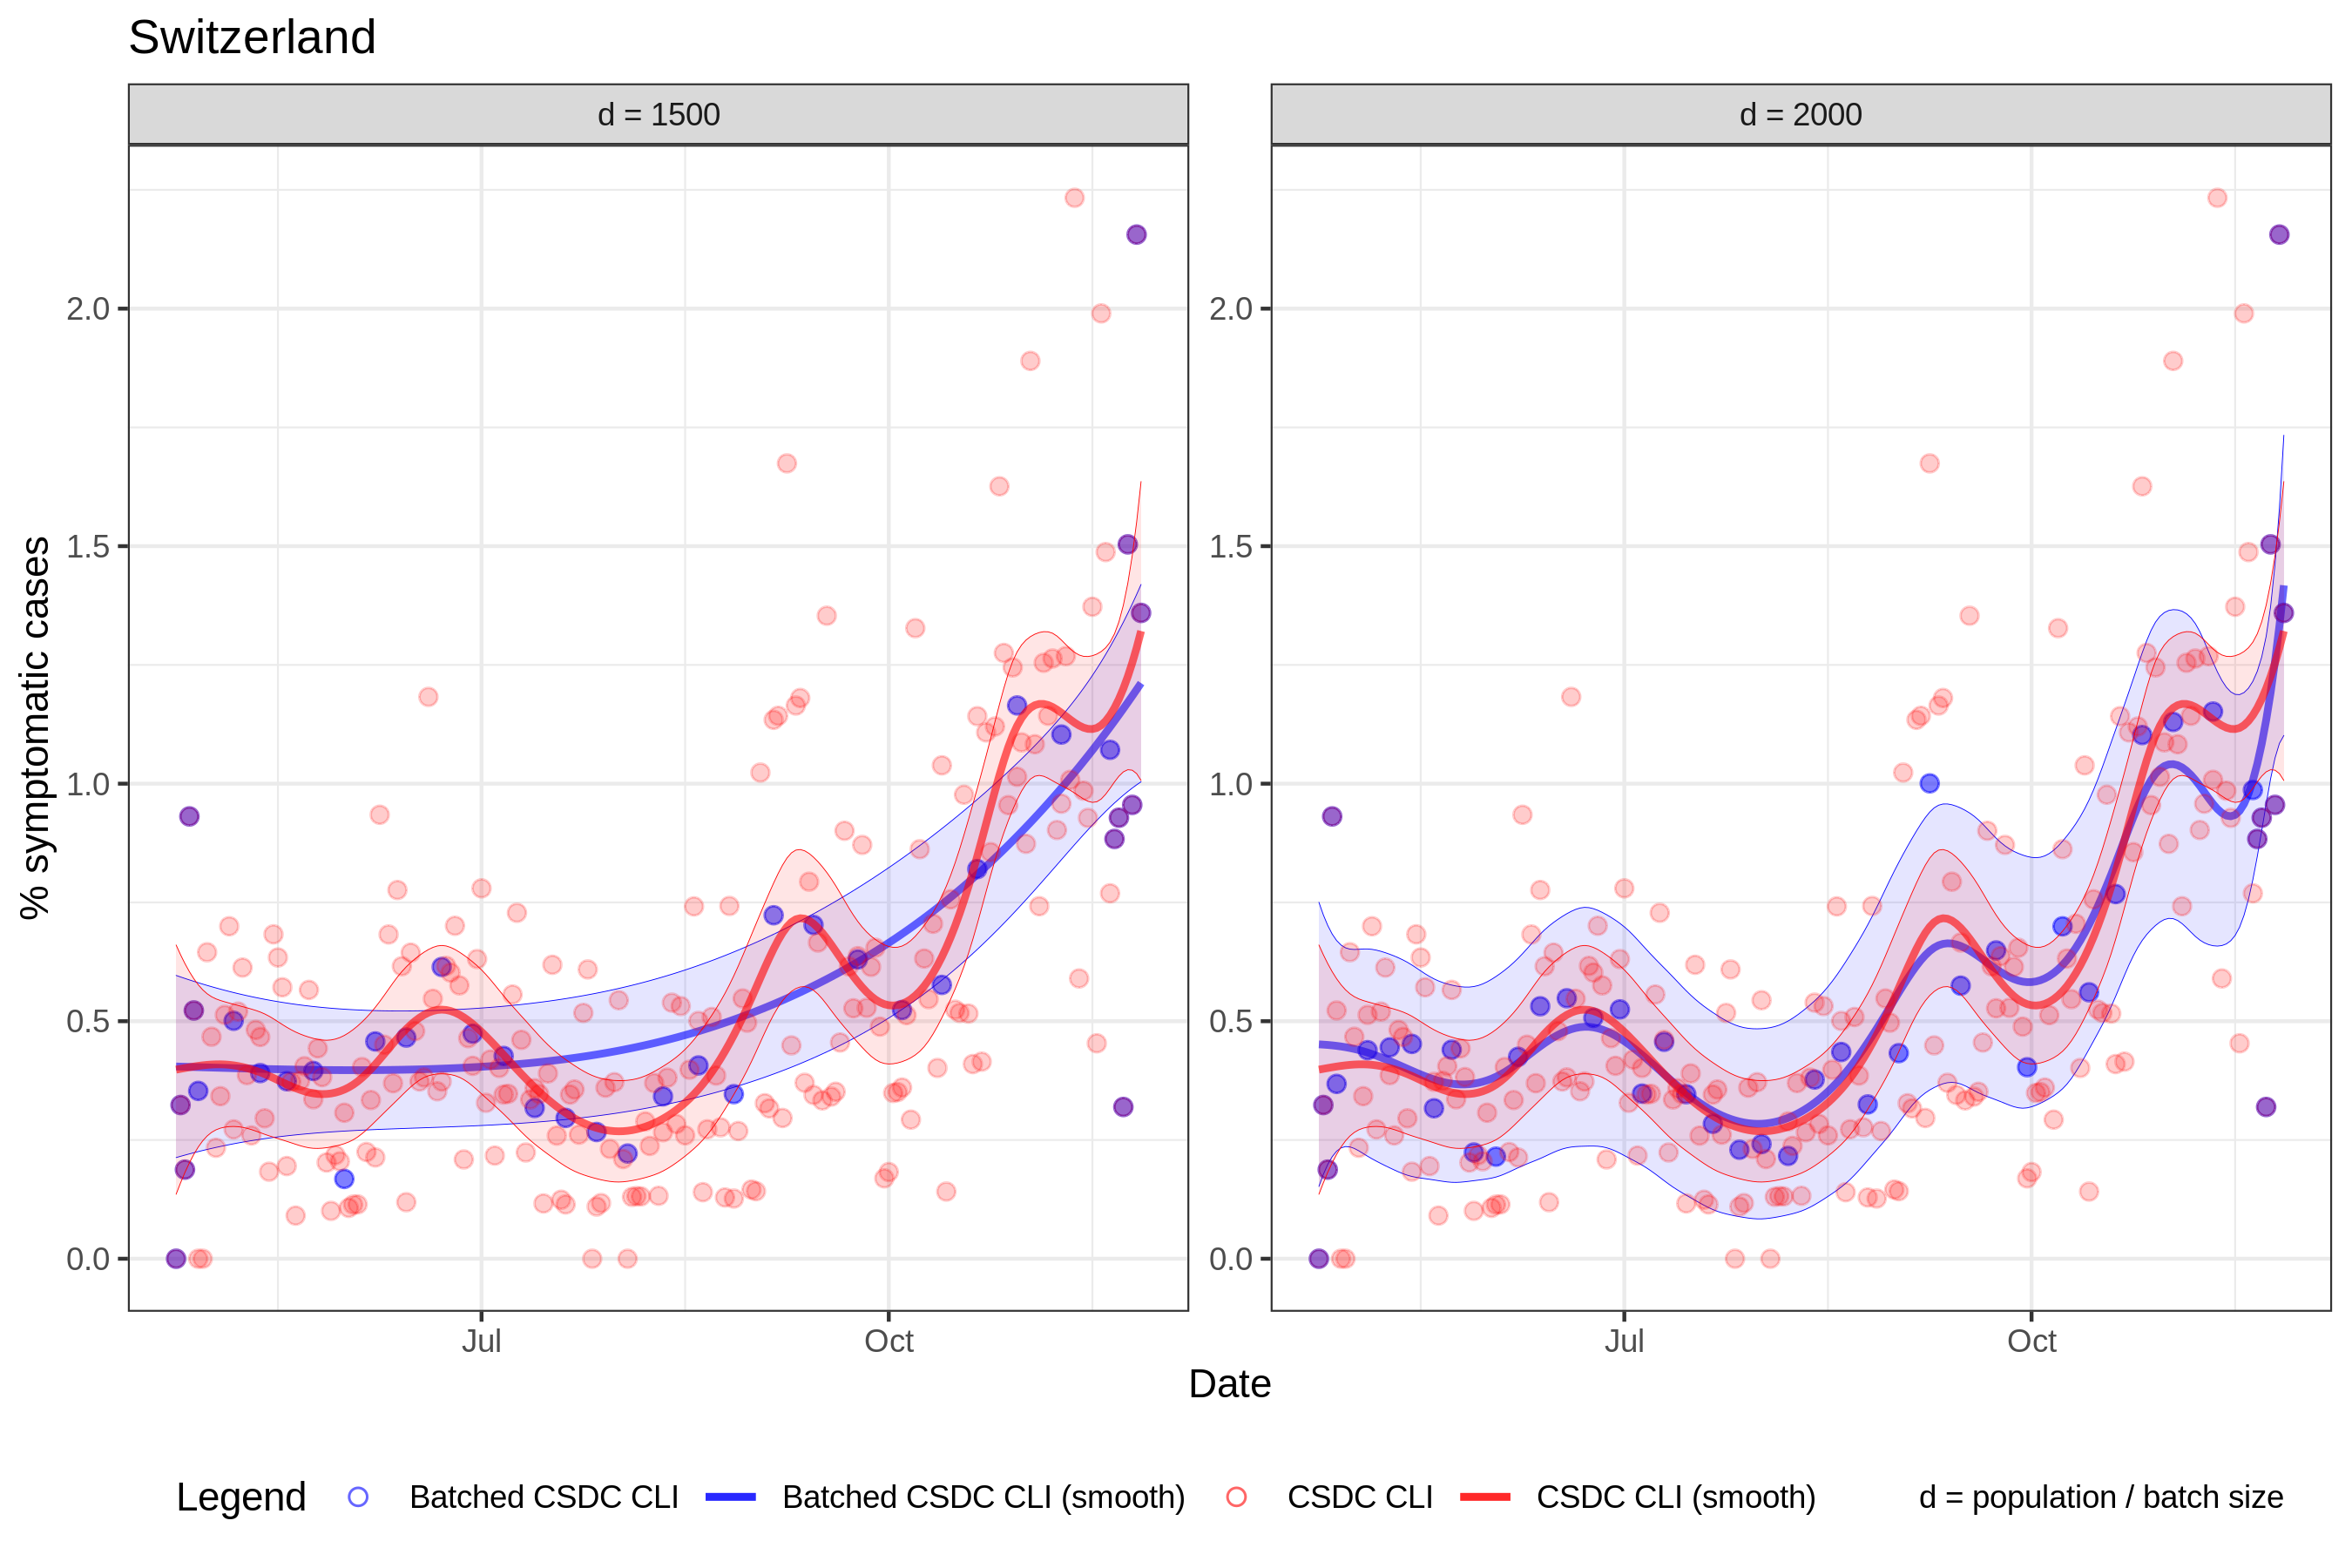 Switzerland
d = 1500
d = 2000
% symptomatic cases
2.0
1.5
1.0
0.5
0.0
2.0
1.5
1.0
0.5
0.0
Jul
Oct
Jul
Oct
Date
Legend
Batched CSDC CLI
Batched CSDC CLI (smooth)
CSDC CLI
CSDC CLI (smooth)
d = population / batch size